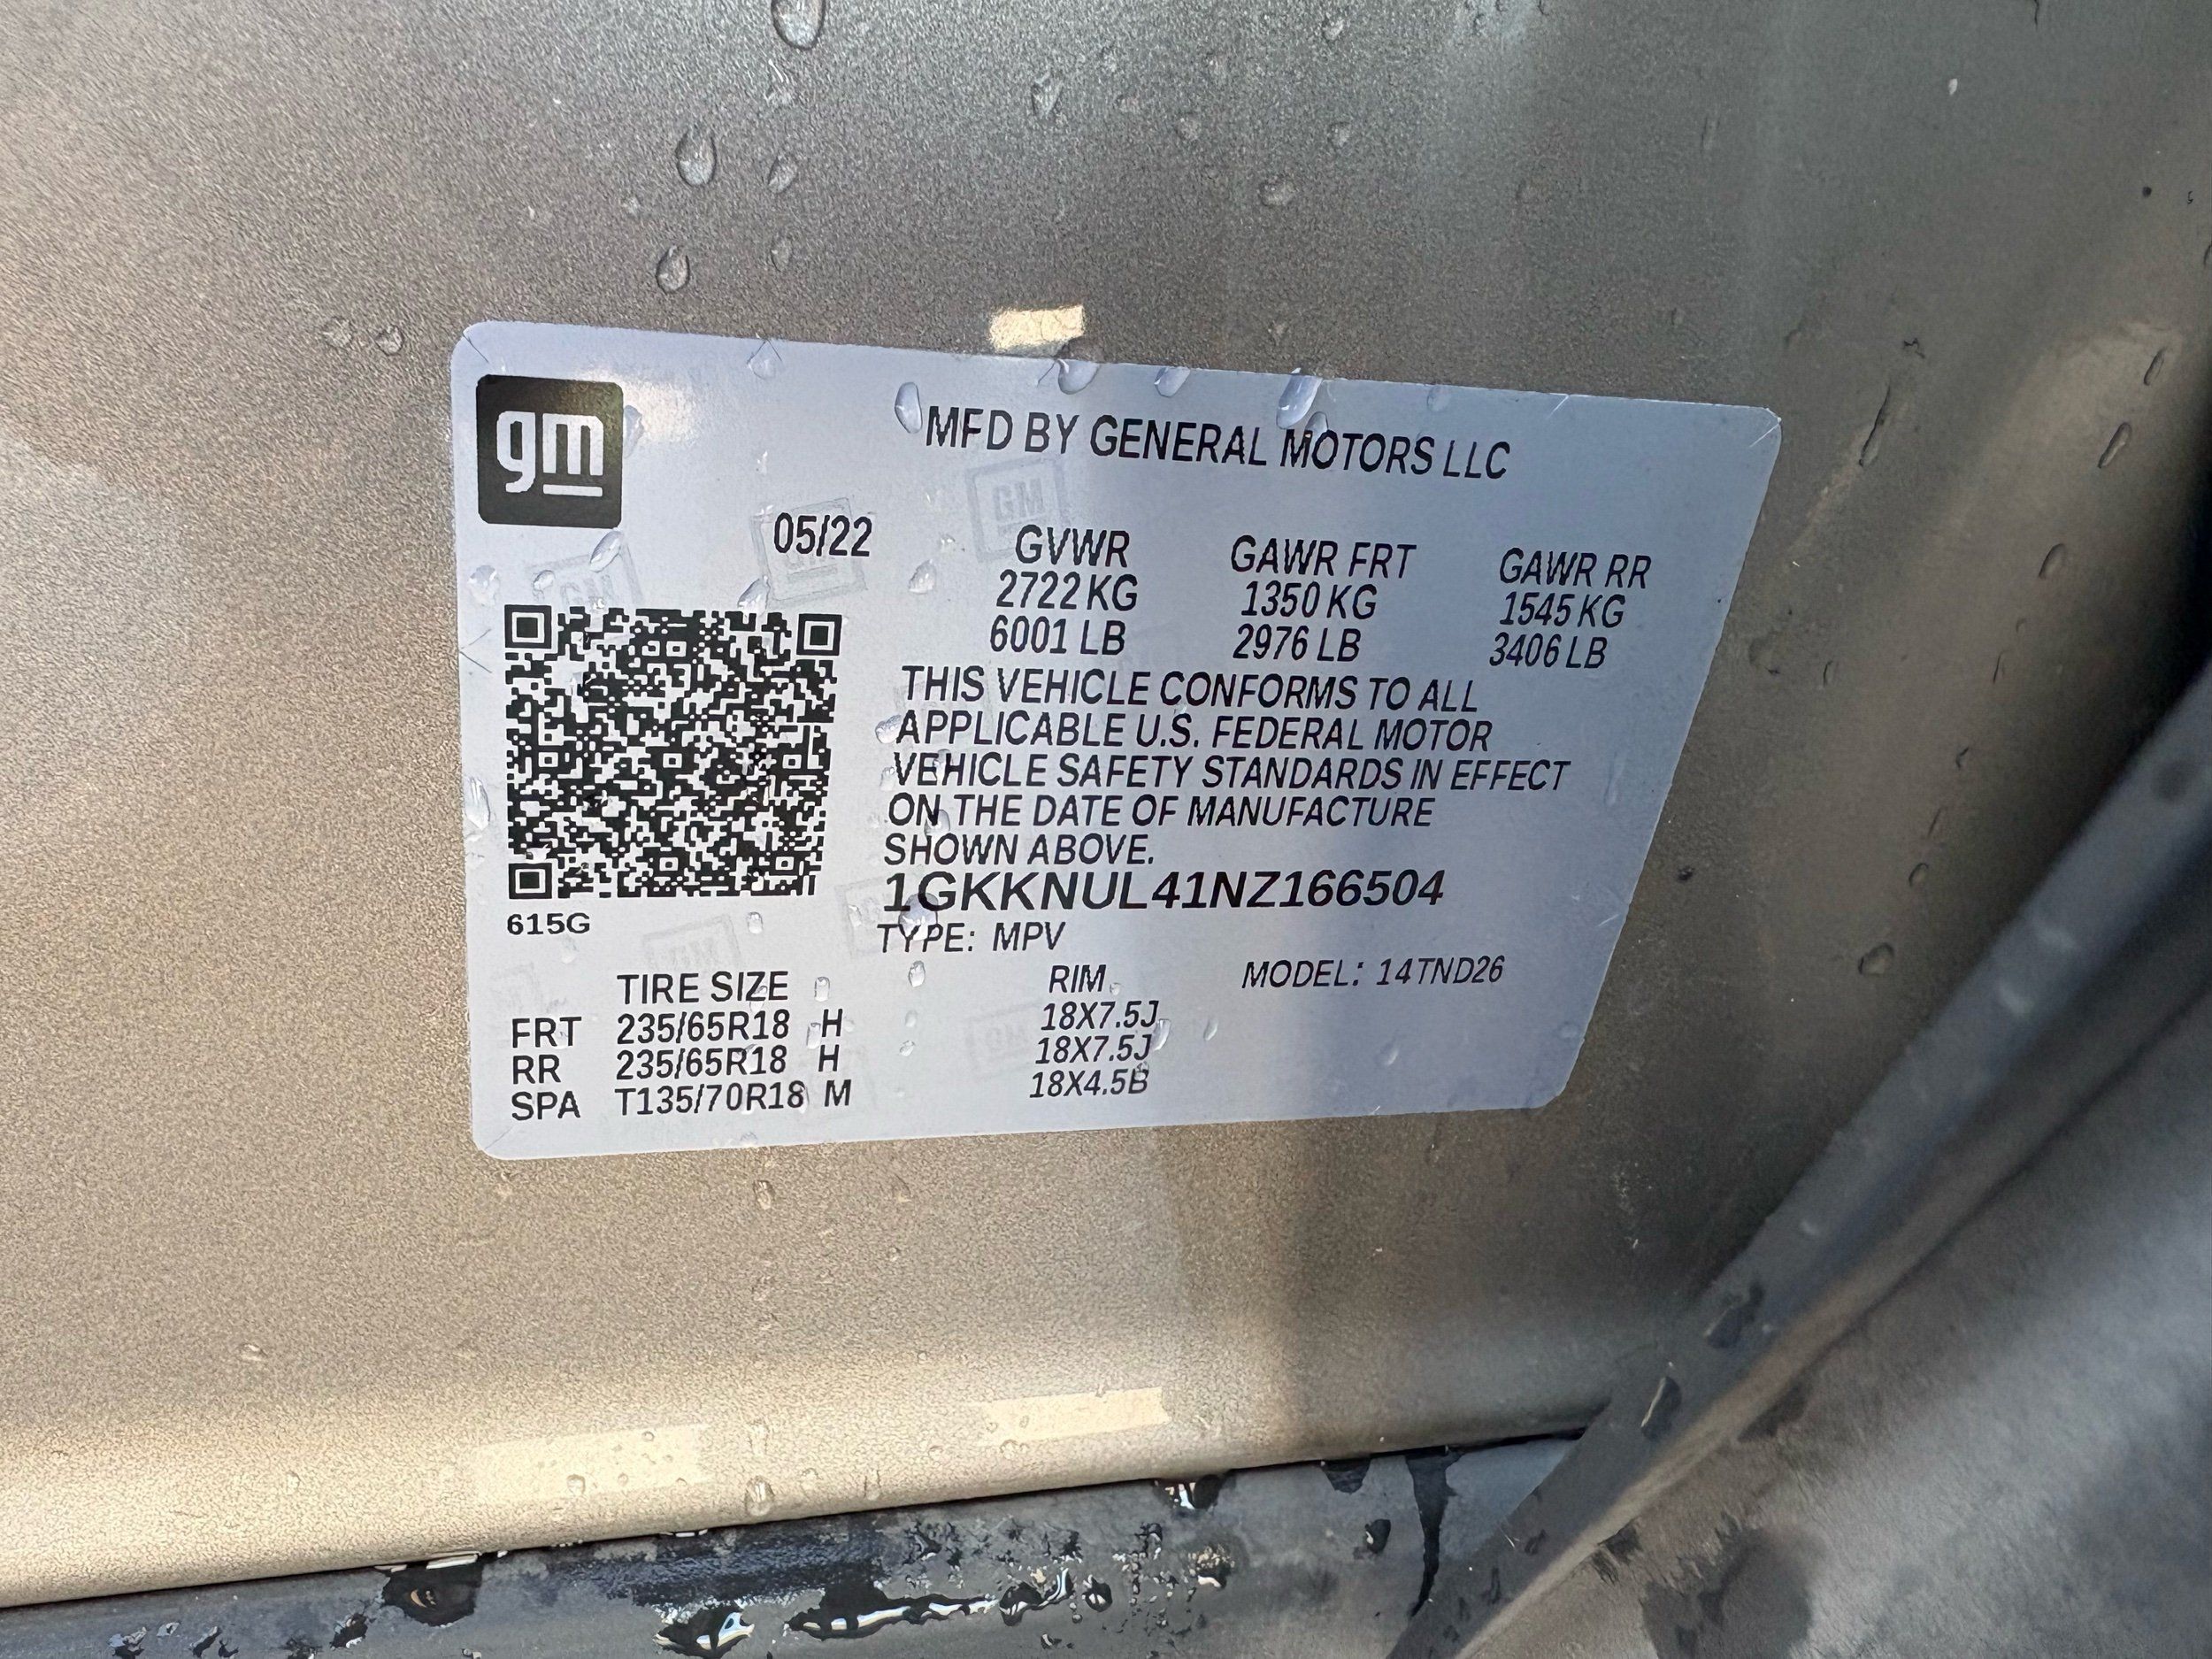 gm
MFD BY GENERAL MOTORS LLC
05/22
GVWR GAWR FRT GAWR RR
2722 KG 1350 KG 1545 KG
6001 LB 2976 LB 3406 LB
THIS VEHICLE CONFORMS TO ALL
APPLICABLE U.S. FEDERAL MOTOR
VEHICLE SAFETY STANDARDS IN EFFECT
ON THE DATE OF MANUFACTURE
SHOWN ABOVE.
1GKKNUL41NZ166504
615G
TYPE: MPV
TIRE SIZE RIM MODEL: 14TND26
FRT 235/65R18 H 18X7.5J
RR 235/65R18 H 18X7.5J
SPA T135/70R18 M 18X4.5B